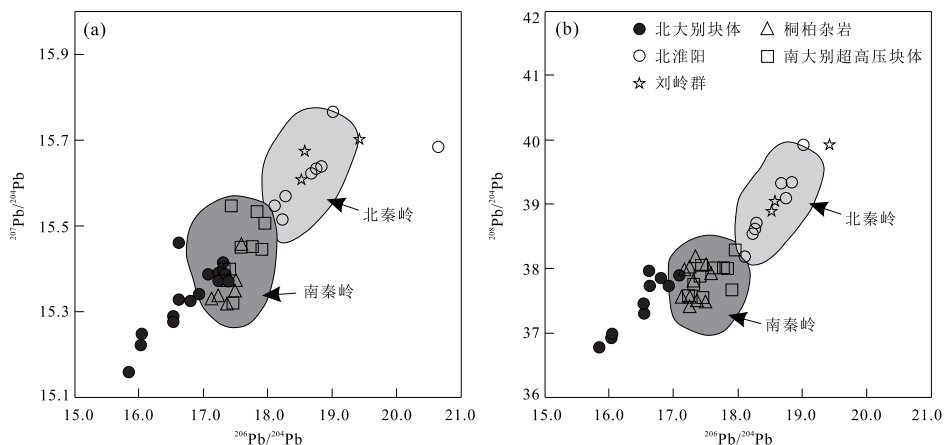 (a)
15.9
15.7
15.5
15.3
15.1
15.0
16.0
17.0
18.0
19.0
20.0
21.0
²⁰⁷Pb/²⁰⁴Pb
²⁰⁶Pb/²⁰⁴Pb
北秦岭
南秦岭
(b)
北大别块体
桐柏杂岩
北淮阳
南大别超高压块体
刘岭群
42
41
40
39
38
37
36
15.0
16.0
17.0
18.0
19.0
20.0
21.0
²⁰⁸Pb/²⁰⁴Pb
²⁰⁶Pb/²⁰⁴Pb
北秦岭
南秦岭